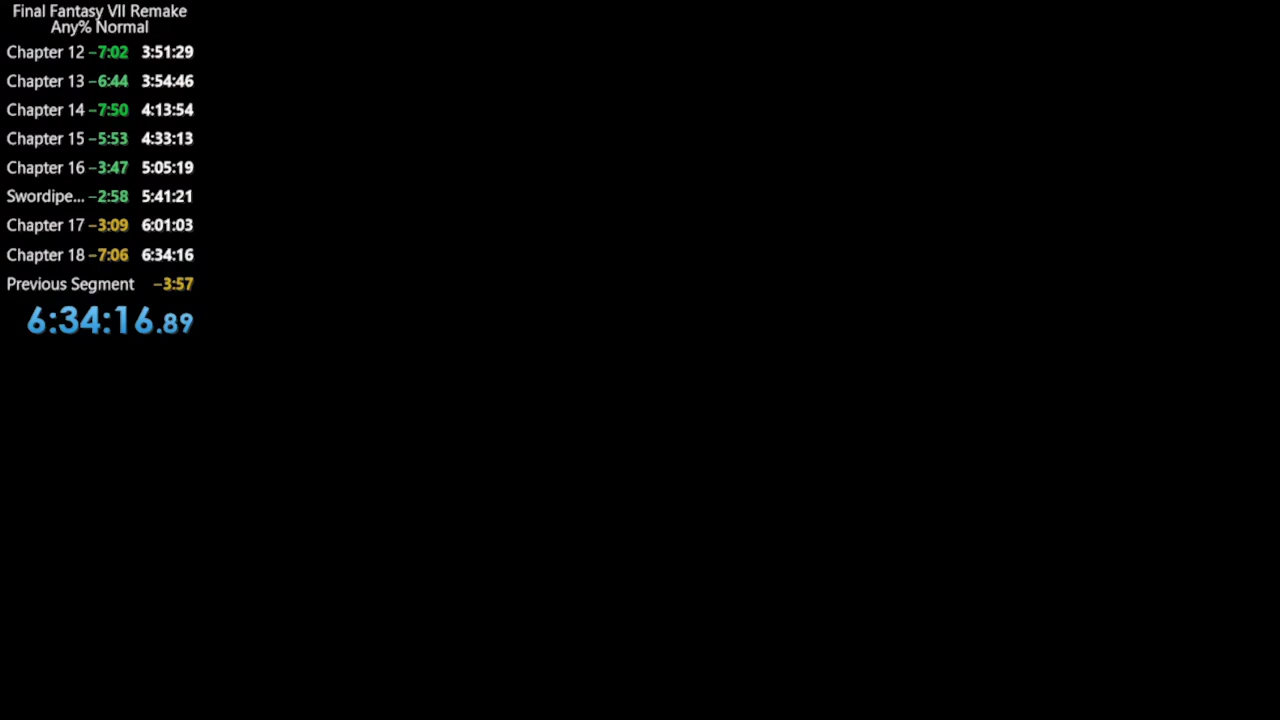 Final Fantasy VII Remake
Any% Normal
Chapter 12 −7:02 3:51:29
Chapter 13 −6:44 3:54:46
Chapter 14 −7:50 4:13:54
Chapter 15 −5:53 4:33:13
Chapter 16 −3:47 5:05:19
Swordipe... −2:58 5:41:21
Chapter 17 −3:09 6:01:03
Chapter 18 −7:06 6:34:16
Previous Segment −3:57
6:34:16.89